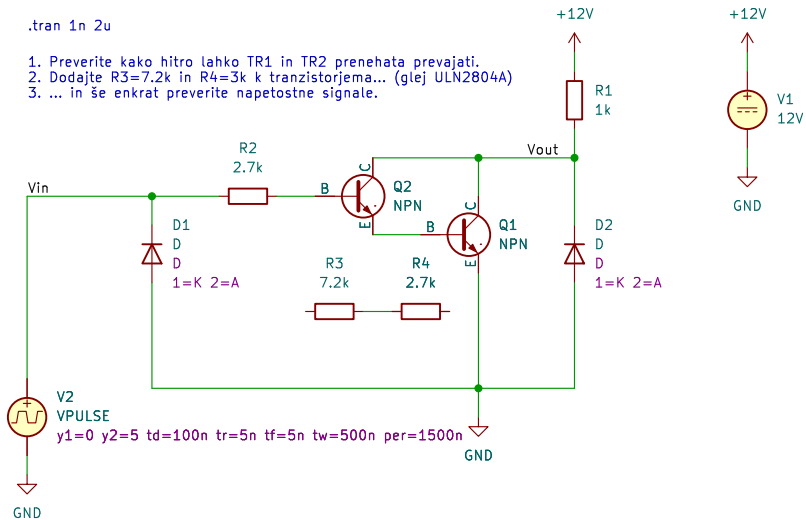 .tran 1n 2u
1. Preverite kako hitro lahko TR1 in TR2 prenehata prevajati.
2. Dodajte R3=7.2k in R4=3k k tranzistorjema... (glej ULN2804A)
3. ... in še enkrat preverite napetostne signale.
+12V
+12V
R1
1k
V1
12V
GND
Vout
R2
2.7k
Vin
B
C
E
Q2
NPN
B
C
E
Q1
NPN
D1
D
D
1=K 2=A
D2
D
D
1=K 2=A
R3
7.2k
R4
2.7k
V2
VPULSE
y1=0 y2=5 td=100n tr=5n tf=5n tw=500n per=1500n
GND
GND